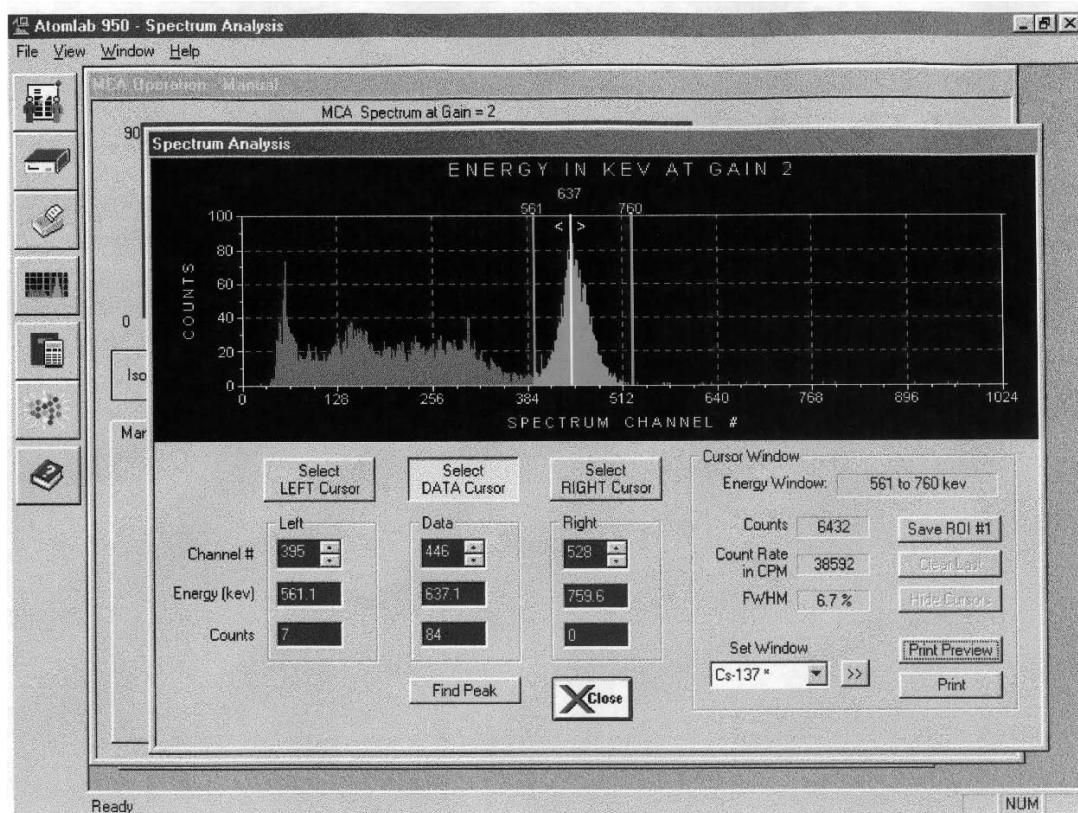 Atomlab 950 - Spectrum Analysis
File View Window Help
MCA Operation - Manual
MCA Spectrum at Gain = 2
90
0
Iso
Mar
Spectrum Analysis
ENERGY IN KEV AT GAIN 2
637
561 760
< >
COUNTS
100
80
60
40
20
0
0 128 256 384 512 640 768 896 1024
SPECTRUM CHANNEL #
Select LEFT Cursor
Select DATA Cursor
Select RIGHT Cursor
Left Data Right
Channel # 395 446 528
Energy (kev) 561.1 637.1 759.6
Counts 7 84 0
Find Peak
Close
Cursor Window
Energy Window: 561 to 760 kev
Counts 6432
Save ROI #1
Count Rate in CPM 38592
Clear Last
FWHM 6.7 %
Hide Cursors
Set Window
Cs-137 * >>
Print Preview
Print
Ready
NUM